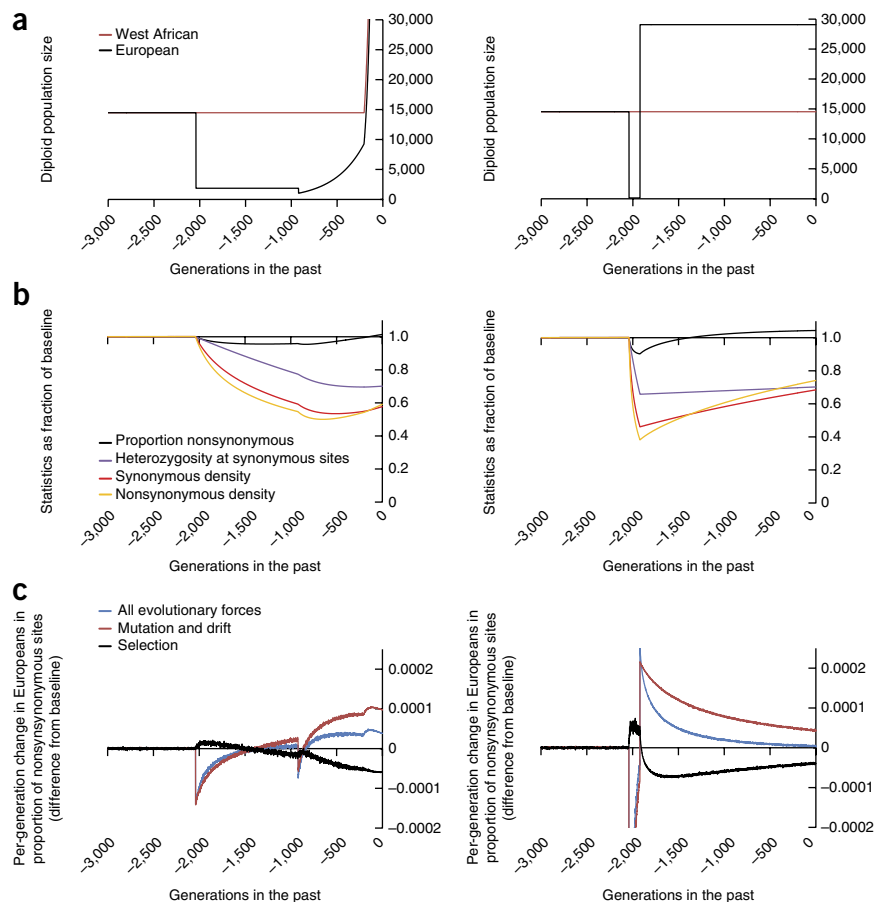 a
West African
European
Diploid population size
30,000
25,000
20,000
15,000
10,000
5,000
0
–3,000
–2,500
–2,000
–1,500
–1,000
–500
0
Generations in the past
Diploid population size
30,000
25,000
20,000
15,000
10,000
5,000
0
–3,000
–2,500
–2,000
–1,500
–1,000
–500
0
Generations in the past
b
Statistics as fraction of baseline
Proportion nonsynonymous
Heterozygosity at synonymous sites
Synonymous density
Nonsynonymous density
1.0
0.8
0.6
0.4
0.2
0
–3,000
–2,500
–2,000
–1,500
–1,000
–500
0
Generations in the past
Statistics as fraction of baseline
1.0
0.8
0.6
0.4
0.2
0
–3,000
–2,500
–2,000
–1,500
–1,000
–500
0
Generations in the past
c
All evolutionary forces
Mutation and drift
Selection
Per-generation change in Europeans in
proportion of nonsynsynonymous sites
(difference from baseline)
0.0002
0.0001
0
–0.0001
–0.0002
–3,000
–2,500
–2,000
–1,500
–1,000
–500
0
Generations in the past
Per-generation change in Europeans in
proportion of nonsynsynonymous sites
(difference from baseline)
0.0002
0.0001
0
–0.0001
–0.0002
–3,000
–2,500
–2,000
–1,500
–1,000
–500
0
Generations in the past